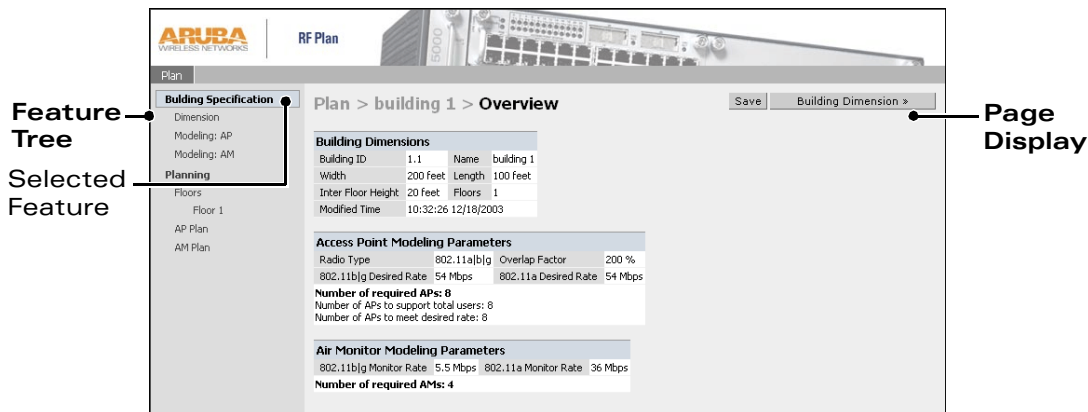 ARUBA
WIRELESS NETWORKS
RF Plan
5000
Plan
Feature
Tree
Selected
Feature
Bulding Specification
Dimension
Modeling: AP
Modeling: AM
Planning
Floors
Floor 1
AP Plan
AM Plan
Plan > building 1 > Overview
Save
Building Dimension »
Page
Display
Building Dimensions
Building ID 1.1 Name building 1
Width 200 feet Length 100 feet
Inter Floor Height 20 feet Floors 1
Modified Time 10:32:26 12/18/2003
Access Point Modeling Parameters
Radio Type 802.11a|b|g Overlap Factor 200 %
802.11b|g Desired Rate 54 Mbps 802.11a Desired Rate 54 Mbps
Number of required APs: 8
Number of APs to support total users: 8
Number of APs to meet desired rate: 8
Air Monitor Modeling Parameters
802.11b|g Monitor Rate 5.5 Mbps 802.11a Monitor Rate 36 Mbps
Number of required AMs: 4